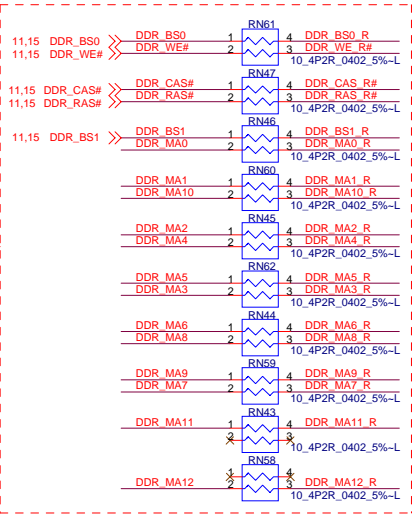 RN61
11,15 DDR_BS0 DDR_BS0 1 4 DDR_BS0_R
11,15 DDR_WE# DDR_WE# 2 3 DDR_WE_R#
10_4P2R_0402_5%~L
RN47
11,15 DDR_CAS# DDR_CAS# 1 4 DDR_CAS_R#
11,15 DDR_RAS# DDR_RAS# 2 3 DDR_RAS_R#
10_4P2R_0402_5%~L
RN46
11,15 DDR_BS1 DDR_BS1 1 4 DDR_BS1_R
DDR_MA0 2 3 DDR_MA0_R
10_4P2R_0402_5%~L
RN60
DDR_MA1 1 4 DDR_MA1_R
DDR_MA10 2 3 DDR_MA10_R
10_4P2R_0402_5%~L
RN45
DDR_MA2 1 4 DDR_MA2_R
DDR_MA4 2 3 DDR_MA4_R
10_4P2R_0402_5%~L
RN62
DDR_MA5 1 4 DDR_MA5_R
DDR_MA3 2 3 DDR_MA3_R
10_4P2R_0402_5%~L
RN44
DDR_MA6 1 4 DDR_MA6_R
DDR_MA8 2 3 DDR_MA8_R
10_4P2R_0402_5%~L
RN59
DDR_MA9 1 4 DDR_MA9_R
DDR_MA7 2 3 DDR_MA7_R
10_4P2R_0402_5%~L
RN43
DDR_MA11 1 4 DDR_MA11_R
2 3
10_4P2R_0402_5%~L
RN58
1 4
DDR_MA12 2 3 DDR_MA12_R
10_4P2R_0402_5%~L